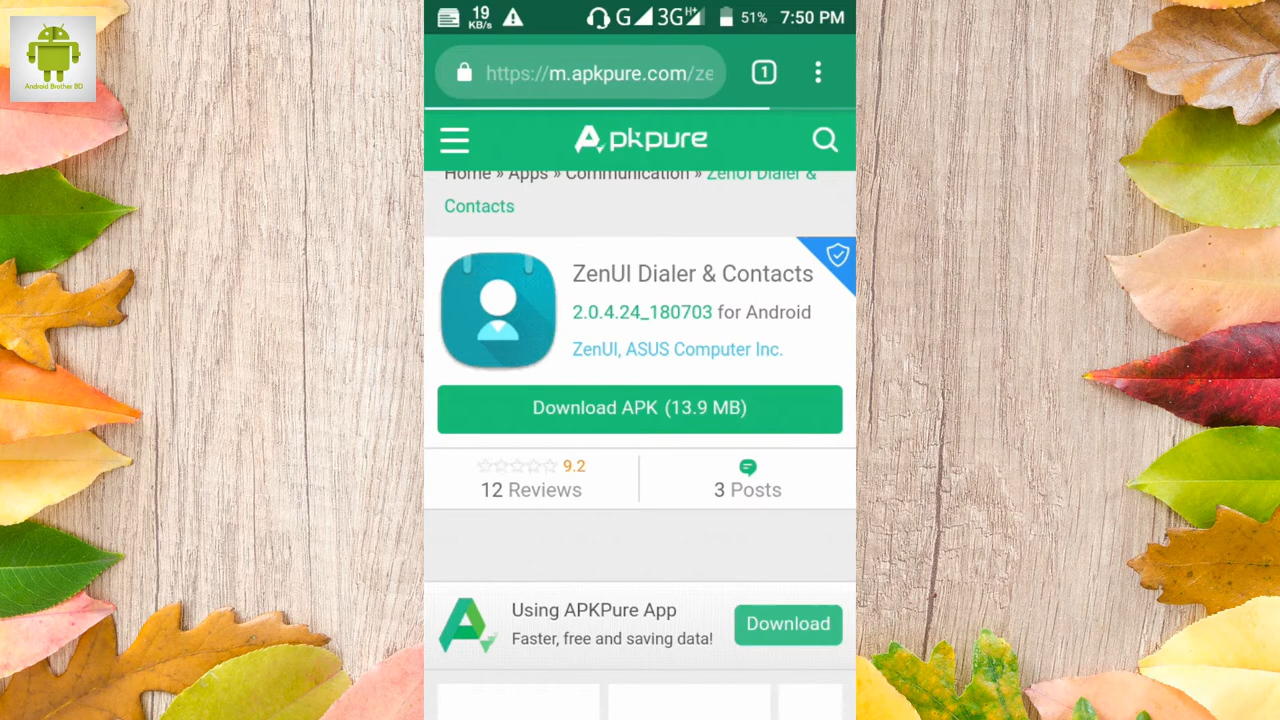 Android Brother BD
19
KB/s
G 3G H+ 51% 7:50 PM
https://m.apkpure.com/ze
1
Apkpure
Home » Apps » Communication » ZenUI Dialer &
Contacts
ZenUI Dialer & Contacts
2.0.4.24_180703 for Android
ZenUI, ASUS Computer Inc.
Download APK (13.9 MB)
9.2
12 Reviews
3 Posts
Using APKPure App
Faster, free and saving data!
Download